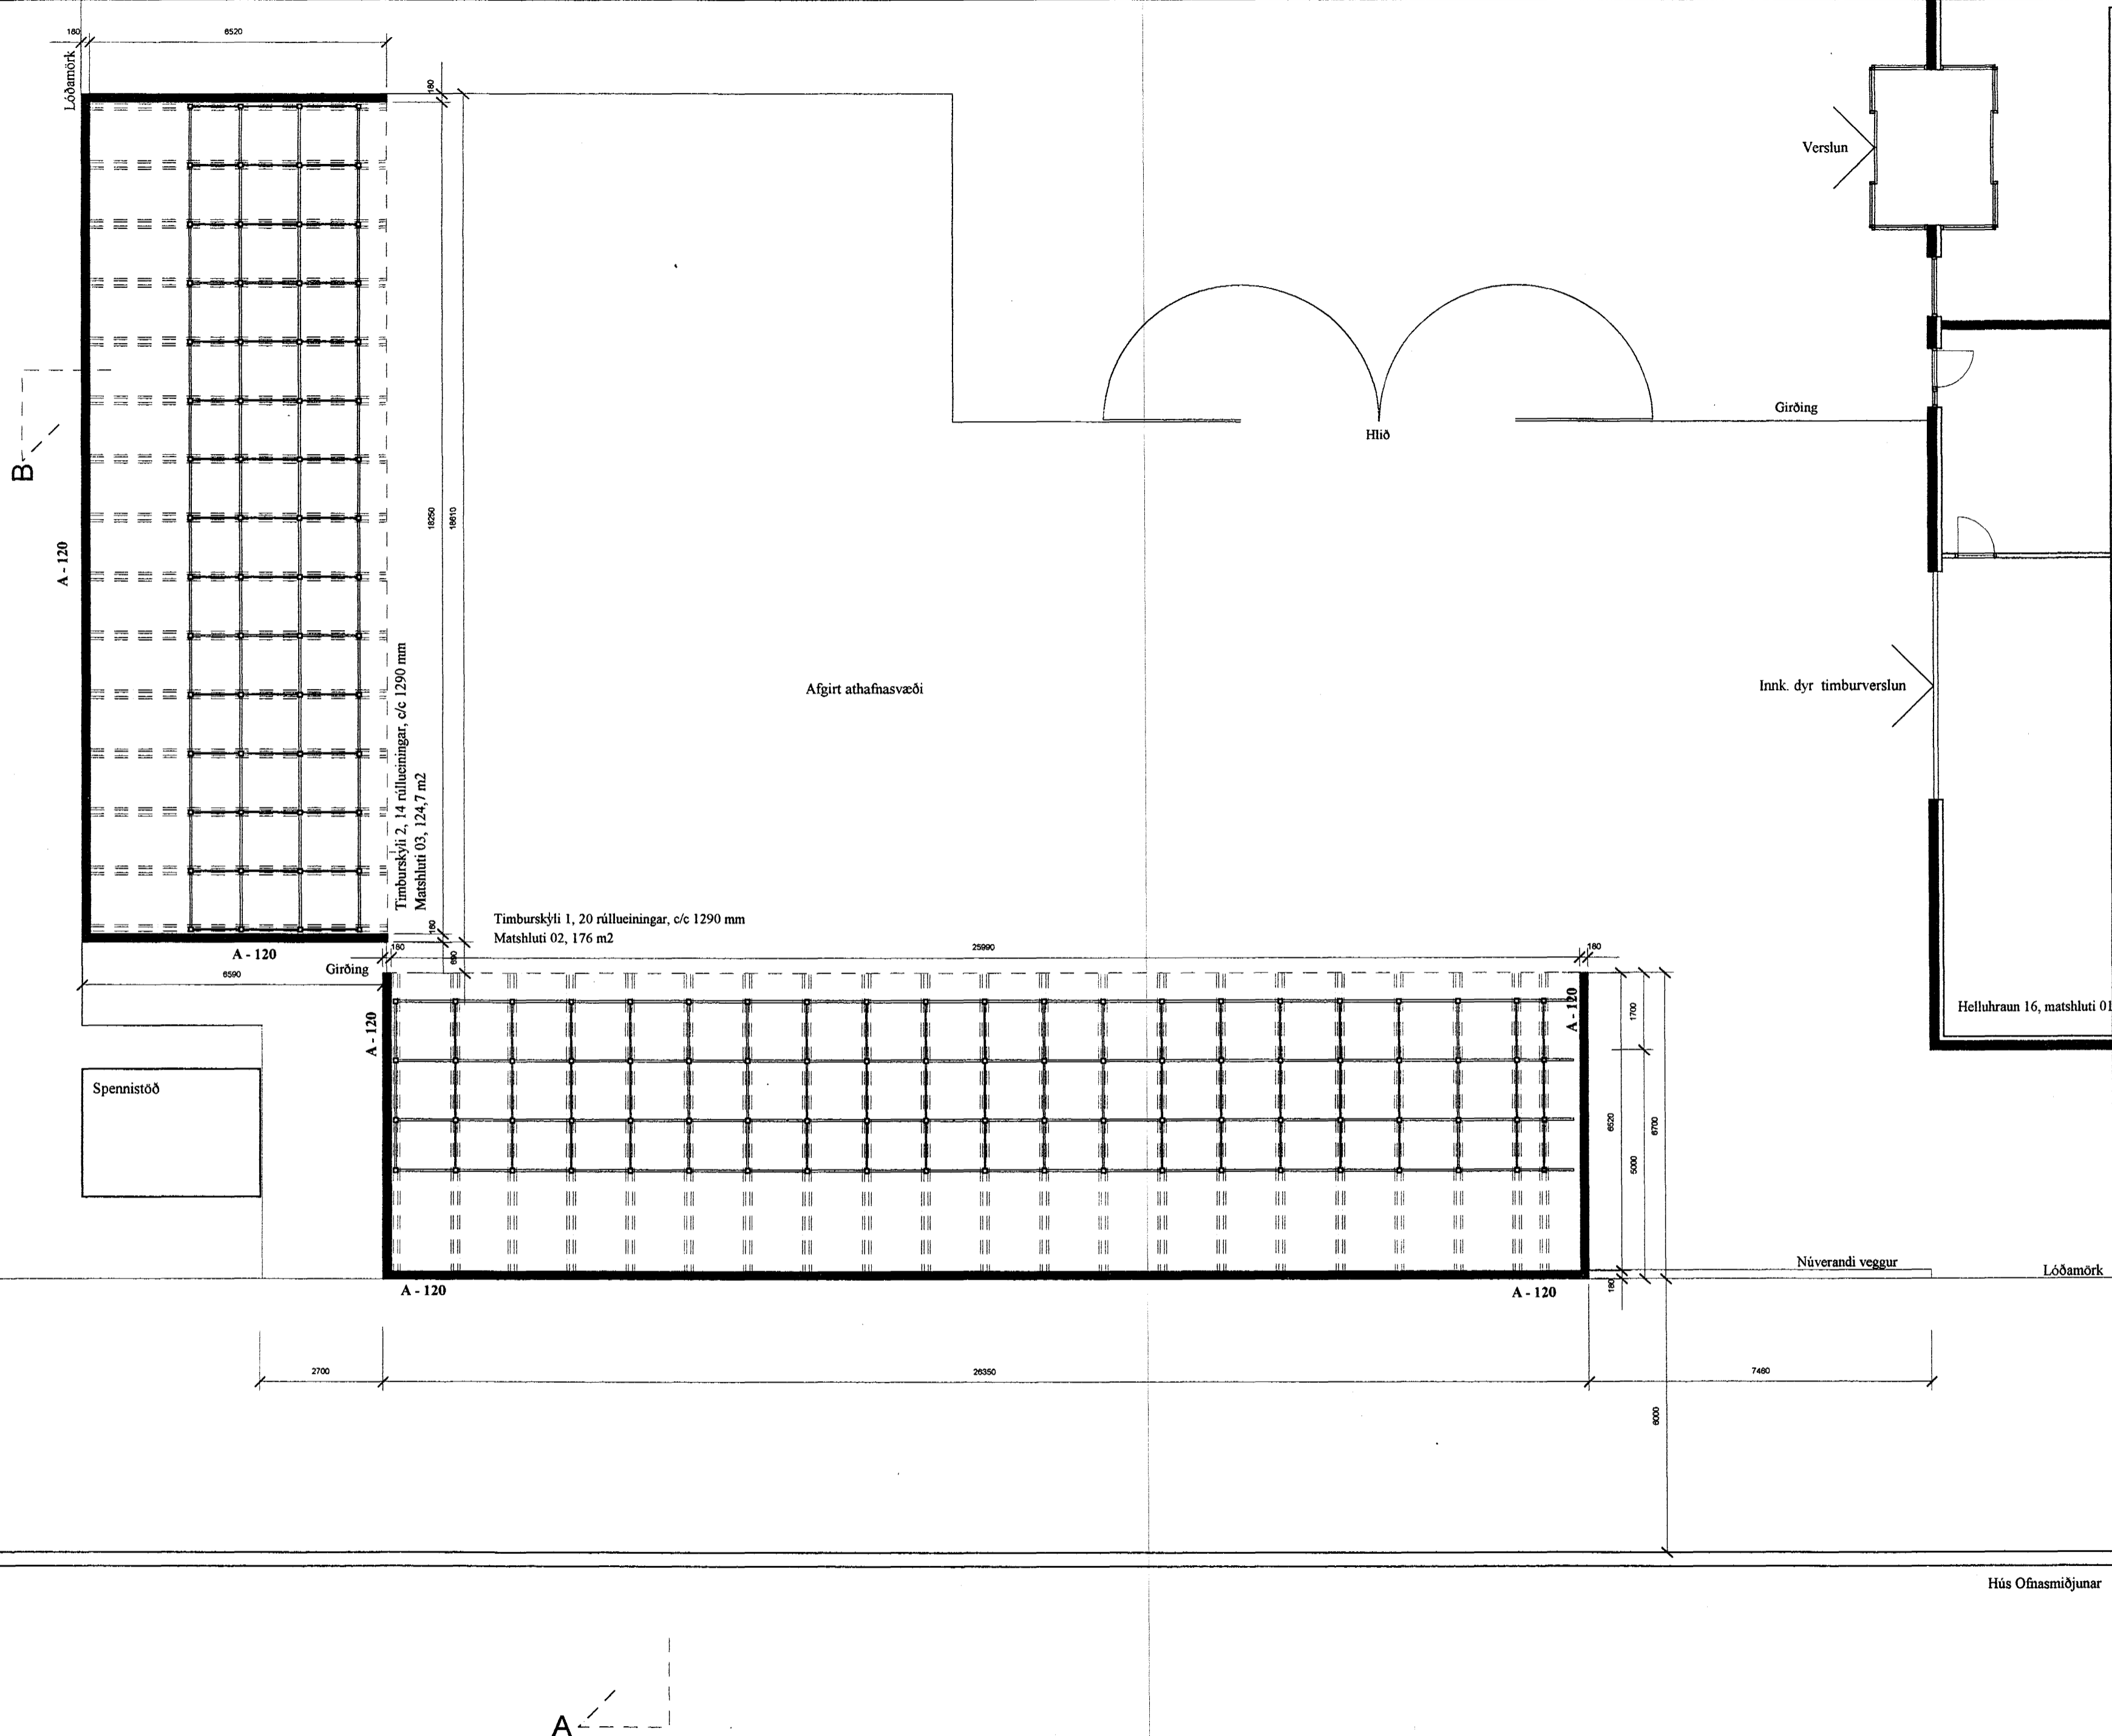 180
6520
Lóðamörk
180
Verslun
Girðing
Hlið
B
18250
18610
A - 120
Timburskýli 2, 14 rúllueiningar, c/c 1290 mm
Matshluti 03, 124,7 m2
Afgirt athafnasvæði
Innk. dyr timburverslun
180
Timburskýli 1, 20 rúllueiningar, c/c 1290 mm
Matshluti 02, 176 m2
A - 120
180
690
25990
180
Girðing
6590
A - 120
A - 120
1700
Helluhraun 16, matshluti 01
Spennistöð
6520
6700
5000
Núverandi veggur
Lóðamörk
A - 120
A - 120
180
2700
26350
7460
6000
Hús Ofnasmiðjunar
A